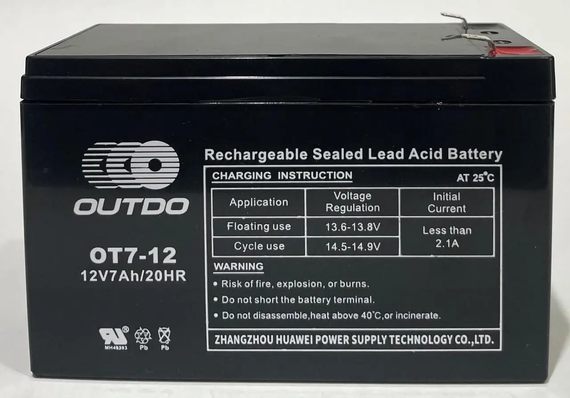 Rechargeable Sealed Lead Acid Battery
CHARGING INSTRUCTION AT 25°C
Application Voltage Regulation Initial Current
Floating use 13.6-13.8V Less than 2.1A
Cycle use 14.5-14.9V
WARNING
• Risk of fire, explosion, or burns.
• Do not short the battery terminal.
• Do not disassemble,heat above 40°C,or incinerate.
ZHANGZHOU HUAWEI POWER SUPPLY TECHNOLOGY CO.,LTD.
OUTDO
OT7-12
12V7Ah/20HR
MH48393
Pb Pb